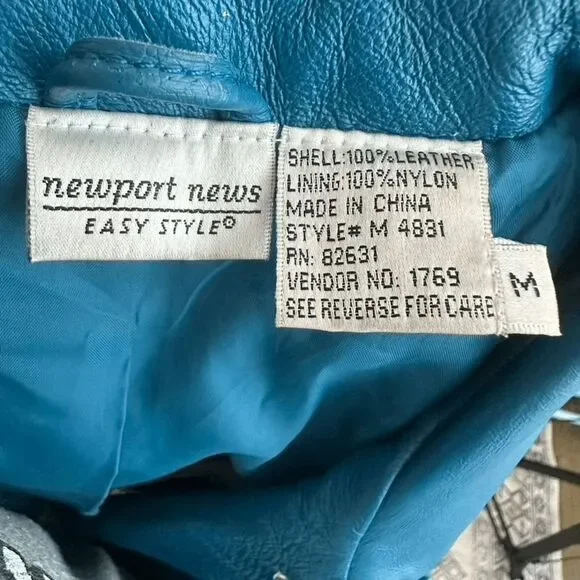 newport news
EASY STYLE®
SHELL:100%LEATHER
LINING:100%NYLON
MADE IN CHINA
STYLE# M 4831
RN: 82631
VENDOR NO: 1769
SEE REVERSE FOR CARE
M